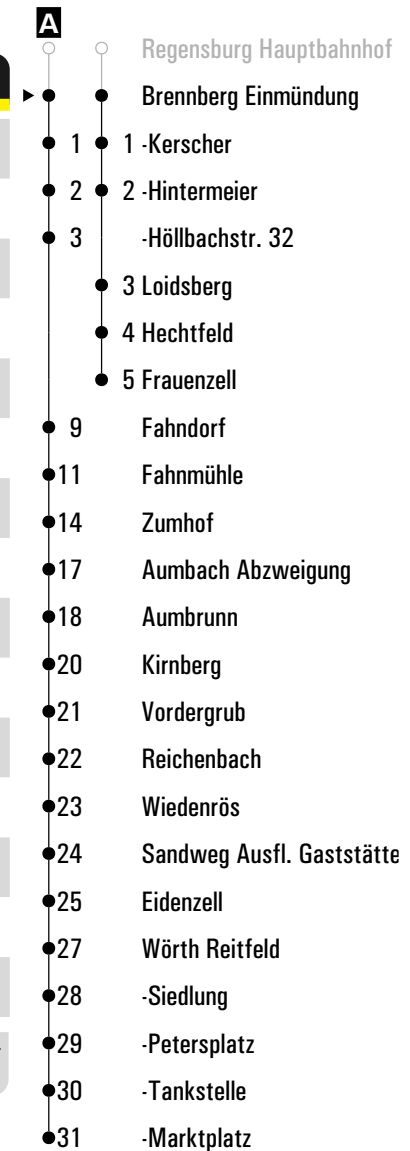 A
Regensburg Hauptbahnhof
Brennberg Einmündung
1 1 -Kerscher
2 2 -Hintermeier
3 -Höllbachstr. 32
3 Loidsberg
4 Hechtfeld
5 Frauenzell
9 Fahndorf
11 Fahnmühle
14 Zumhof
17 Aumbach Abzweigung
18 Aumbrunn
20 Kirnberg
21 Vordergrub
22 Reichenbach
23 Wiedenrös
24 Sandweg Ausfl. Gaststätte
25 Eidenzell
27 Wörth Reitfeld
28 -Siedlung
29 -Petersplatz
30 -Tankstelle
31 -Marktplatz